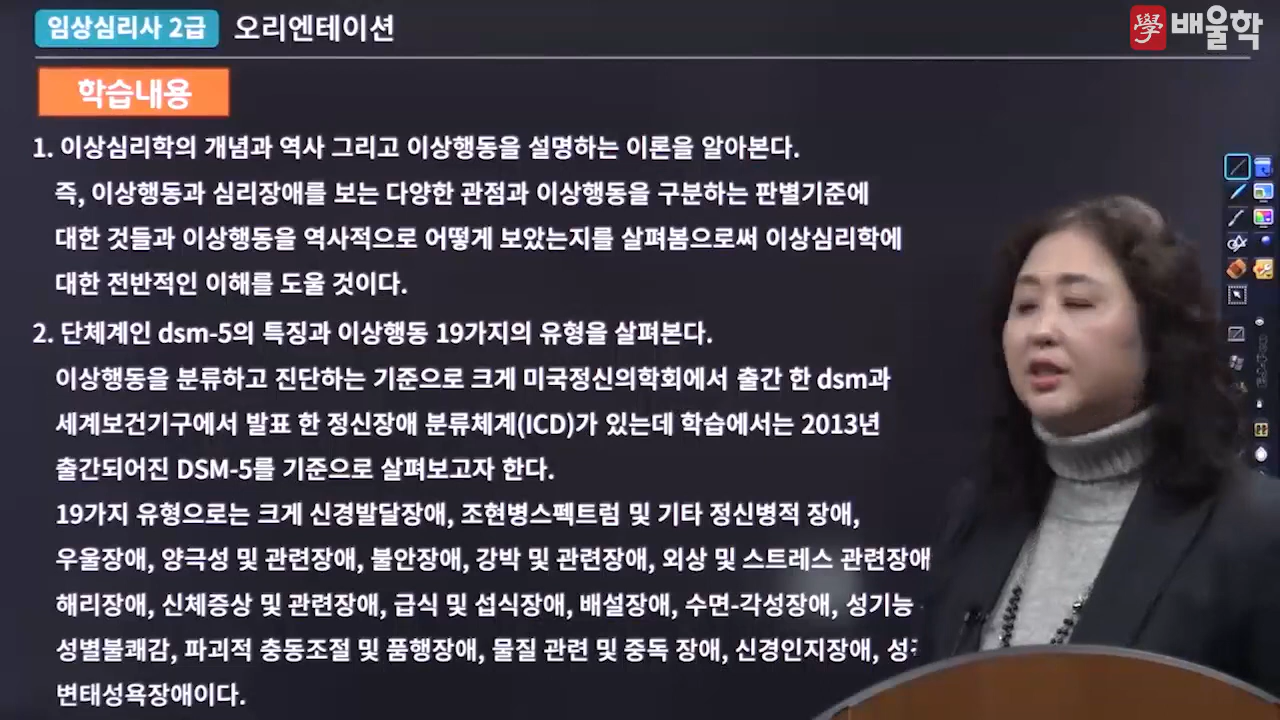 임상심리사 2급 오리엔테이션
學 배울학
학습내용
1. 이상심리학의 개념과 역사 그리고 이상행동을 설명하는 이론을 알아본다.
즉, 이상행동과 심리장애를 보는 다양한 관점과 이상행동을 구분하는 판별기준에
대한 것들과 이상행동을 역사적으로 어떻게 보았는지를 살펴봄으로써 이상심리학에
대한 전반적인 이해를 도울 것이다.
2. 단체계인 dsm-5의 특징과 이상행동 19가지의 유형을 살펴본다.
이상행동을 분류하고 진단하는 기준으로 크게 미국정신의학회에서 출간 한 dsm과
세계보건기구에서 발표 한 정신장애 분류체계(ICD)가 있는데 학습에서는 2013년
출간되어진 DSM-5를 기준으로 살펴보고자 한다.
19가지 유형으로는 크게 신경발달장애, 조현병스펙트럼 및 기타 정신병적 장애,
우울장애, 양극성 및 관련장애, 불안장애, 강박 및 관련장애, 외상 및 스트레스 관련장애
해리장애, 신체증상 및 관련장애, 급식 및 섭식장애, 배설장애, 수면-각성장애, 성기능
성별불쾌감, 파괴적 충동조절 및 품행장애, 물질 관련 및 중독 장애, 신경인지장애,
변태성욕장애이다.